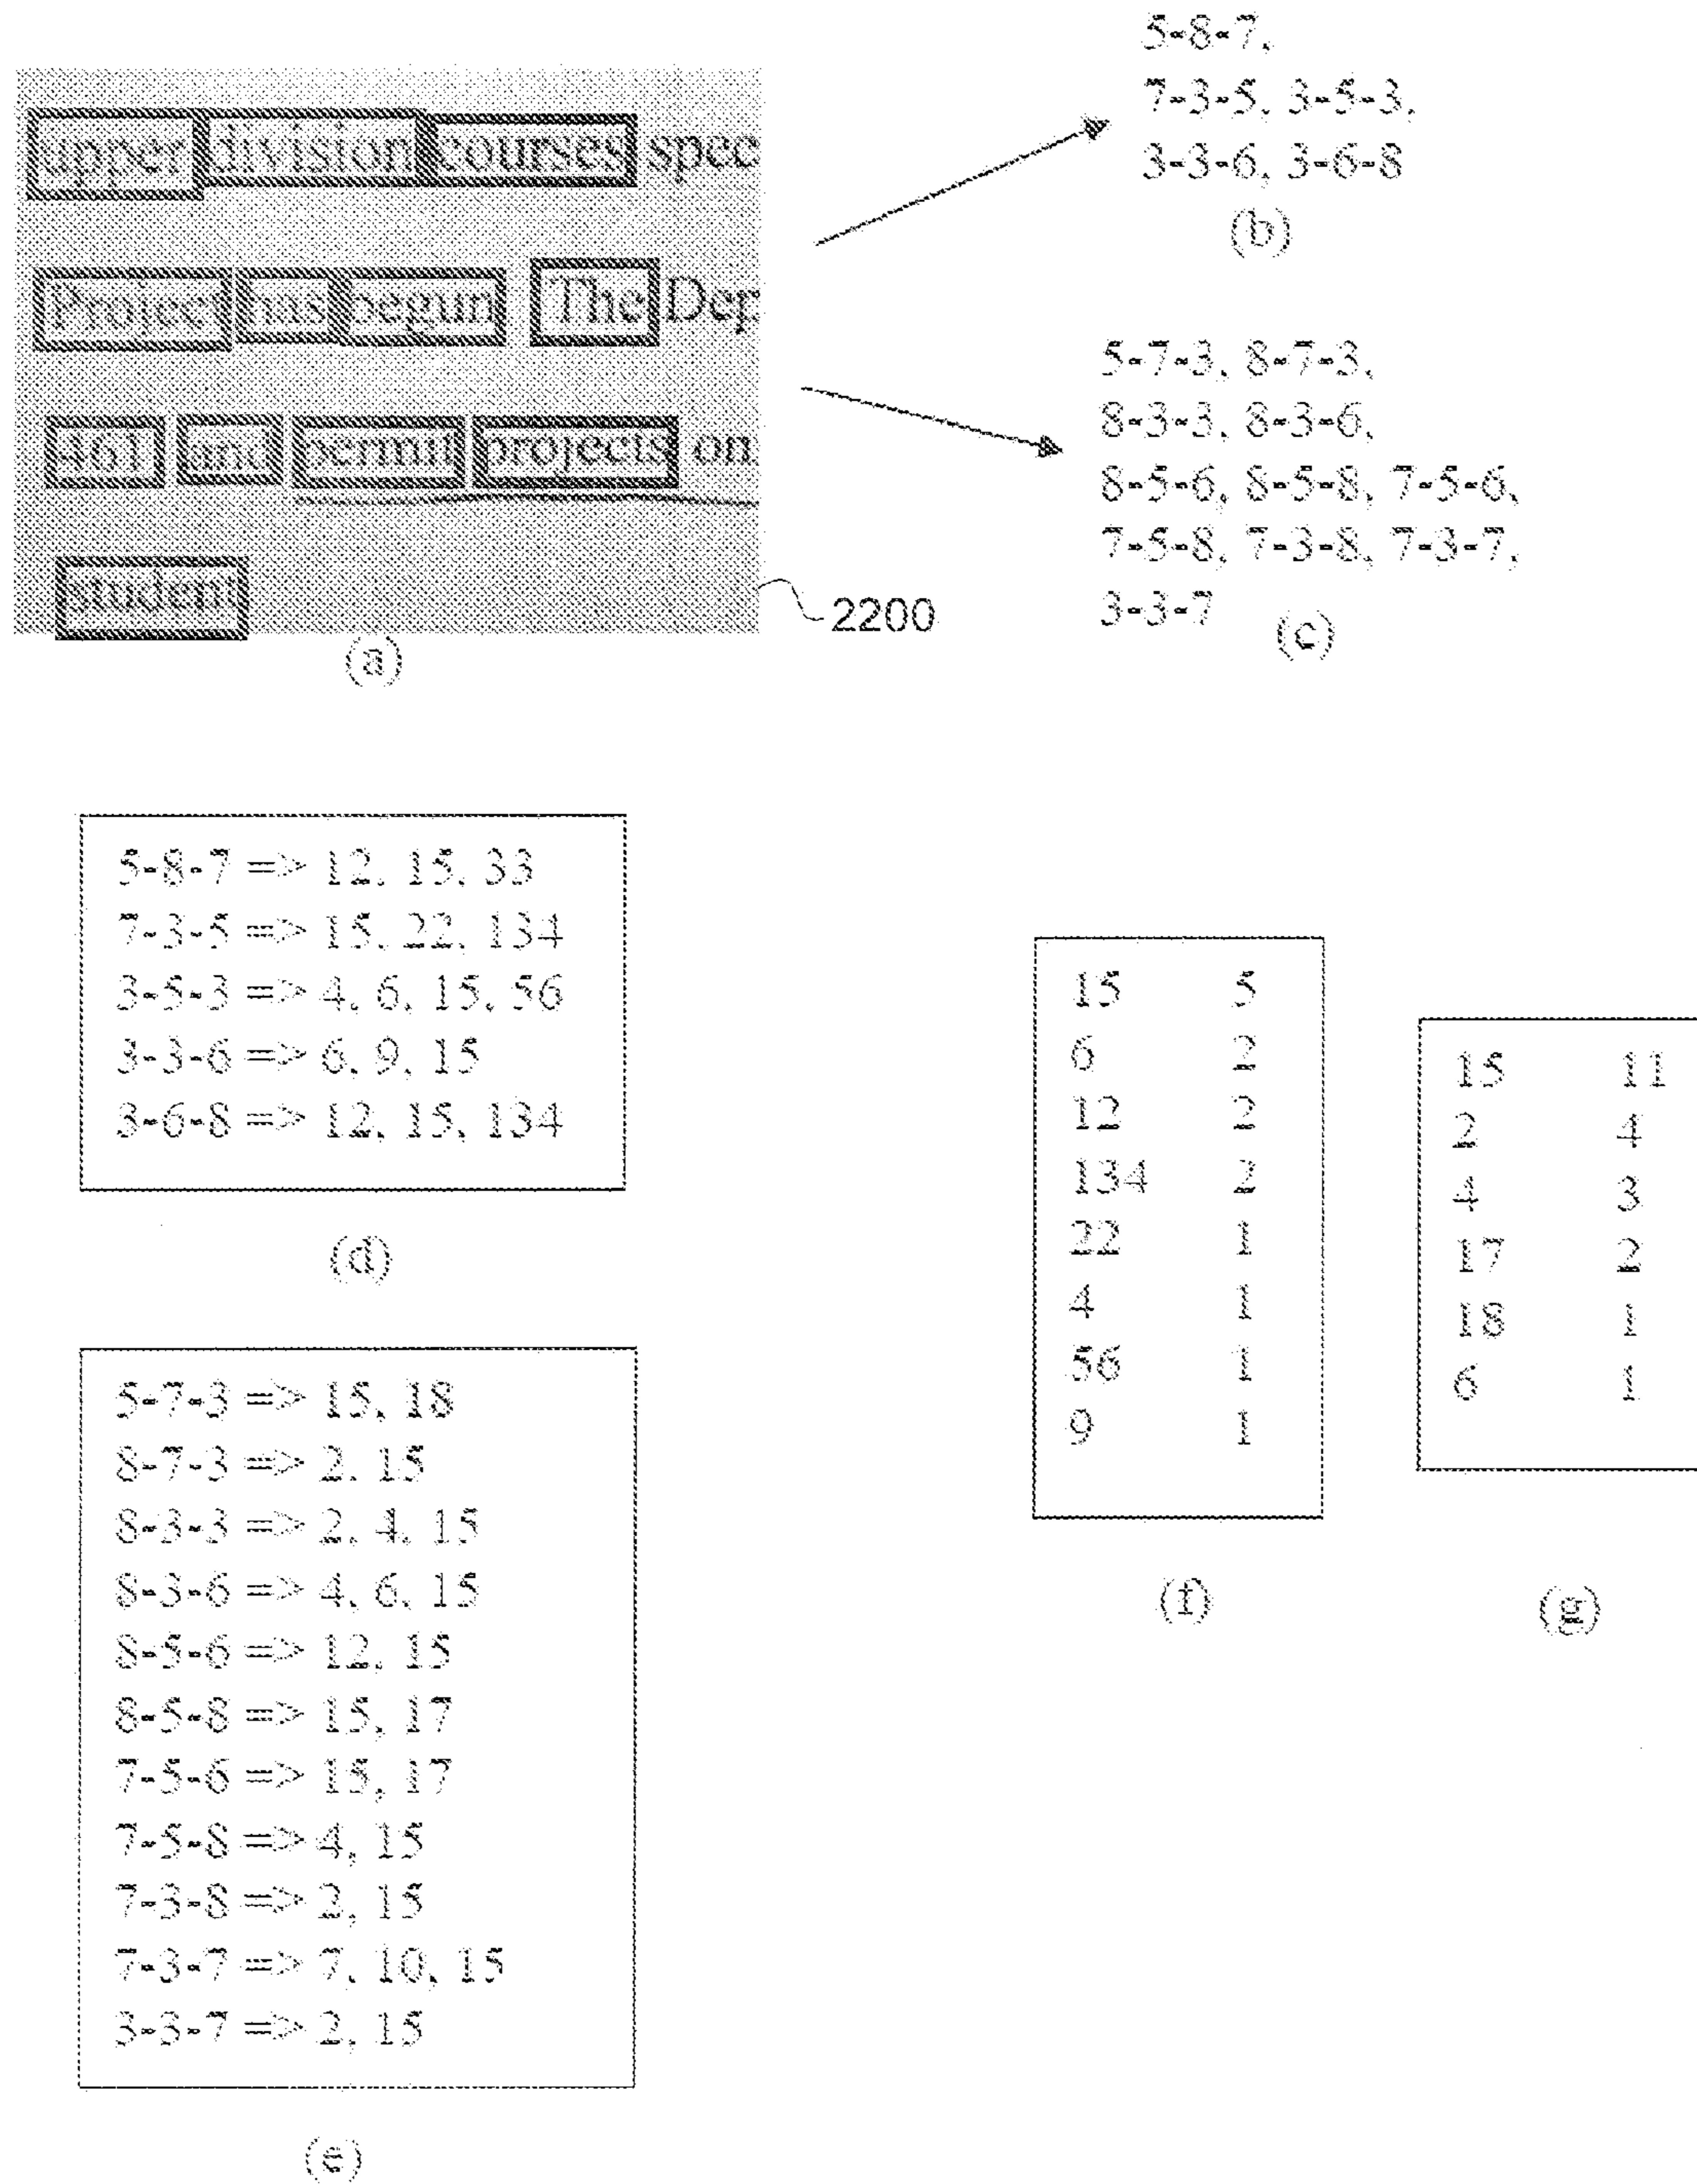 upper division courses spec
Project has begun The Dep
461 and permit projects on
student
2200
(a)
5-8-7,
7-3-5, 3-5-3,
3-3-6, 3-6-8
(b)
5-7-3, 8-7-3,
8-3-3, 8-3-6,
8-5-6, 8-5-8, 7-5-6,
7-5-8, 7-3-8, 7-3-7,
3-3-7
(c)
5-8-7 => 12, 15, 33
7-3-5 => 15, 22, 134
3-5-3 => 4, 6, 15, 56
3-3-6 => 6, 9, 15
3-6-8 => 12, 15, 134
(d)
5-7-3 => 15, 18
8-7-3 => 2, 15
8-3-3 => 2, 4, 15
8-3-6 => 4, 6, 15
8-5-6 => 12, 15
8-5-8 => 15, 17
7-5-6 => 15, 17
7-5-8 => 4, 15
7-3-8 => 2, 15
7-3-7 => 7, 10, 15
3-3-7 => 2, 15
(e)
15 5
6 2
12 2
134 2
22 1
4 1
56 1
9 1
(f)
15 11
2 4
4 3
17 2
18 1
6 1
(g)